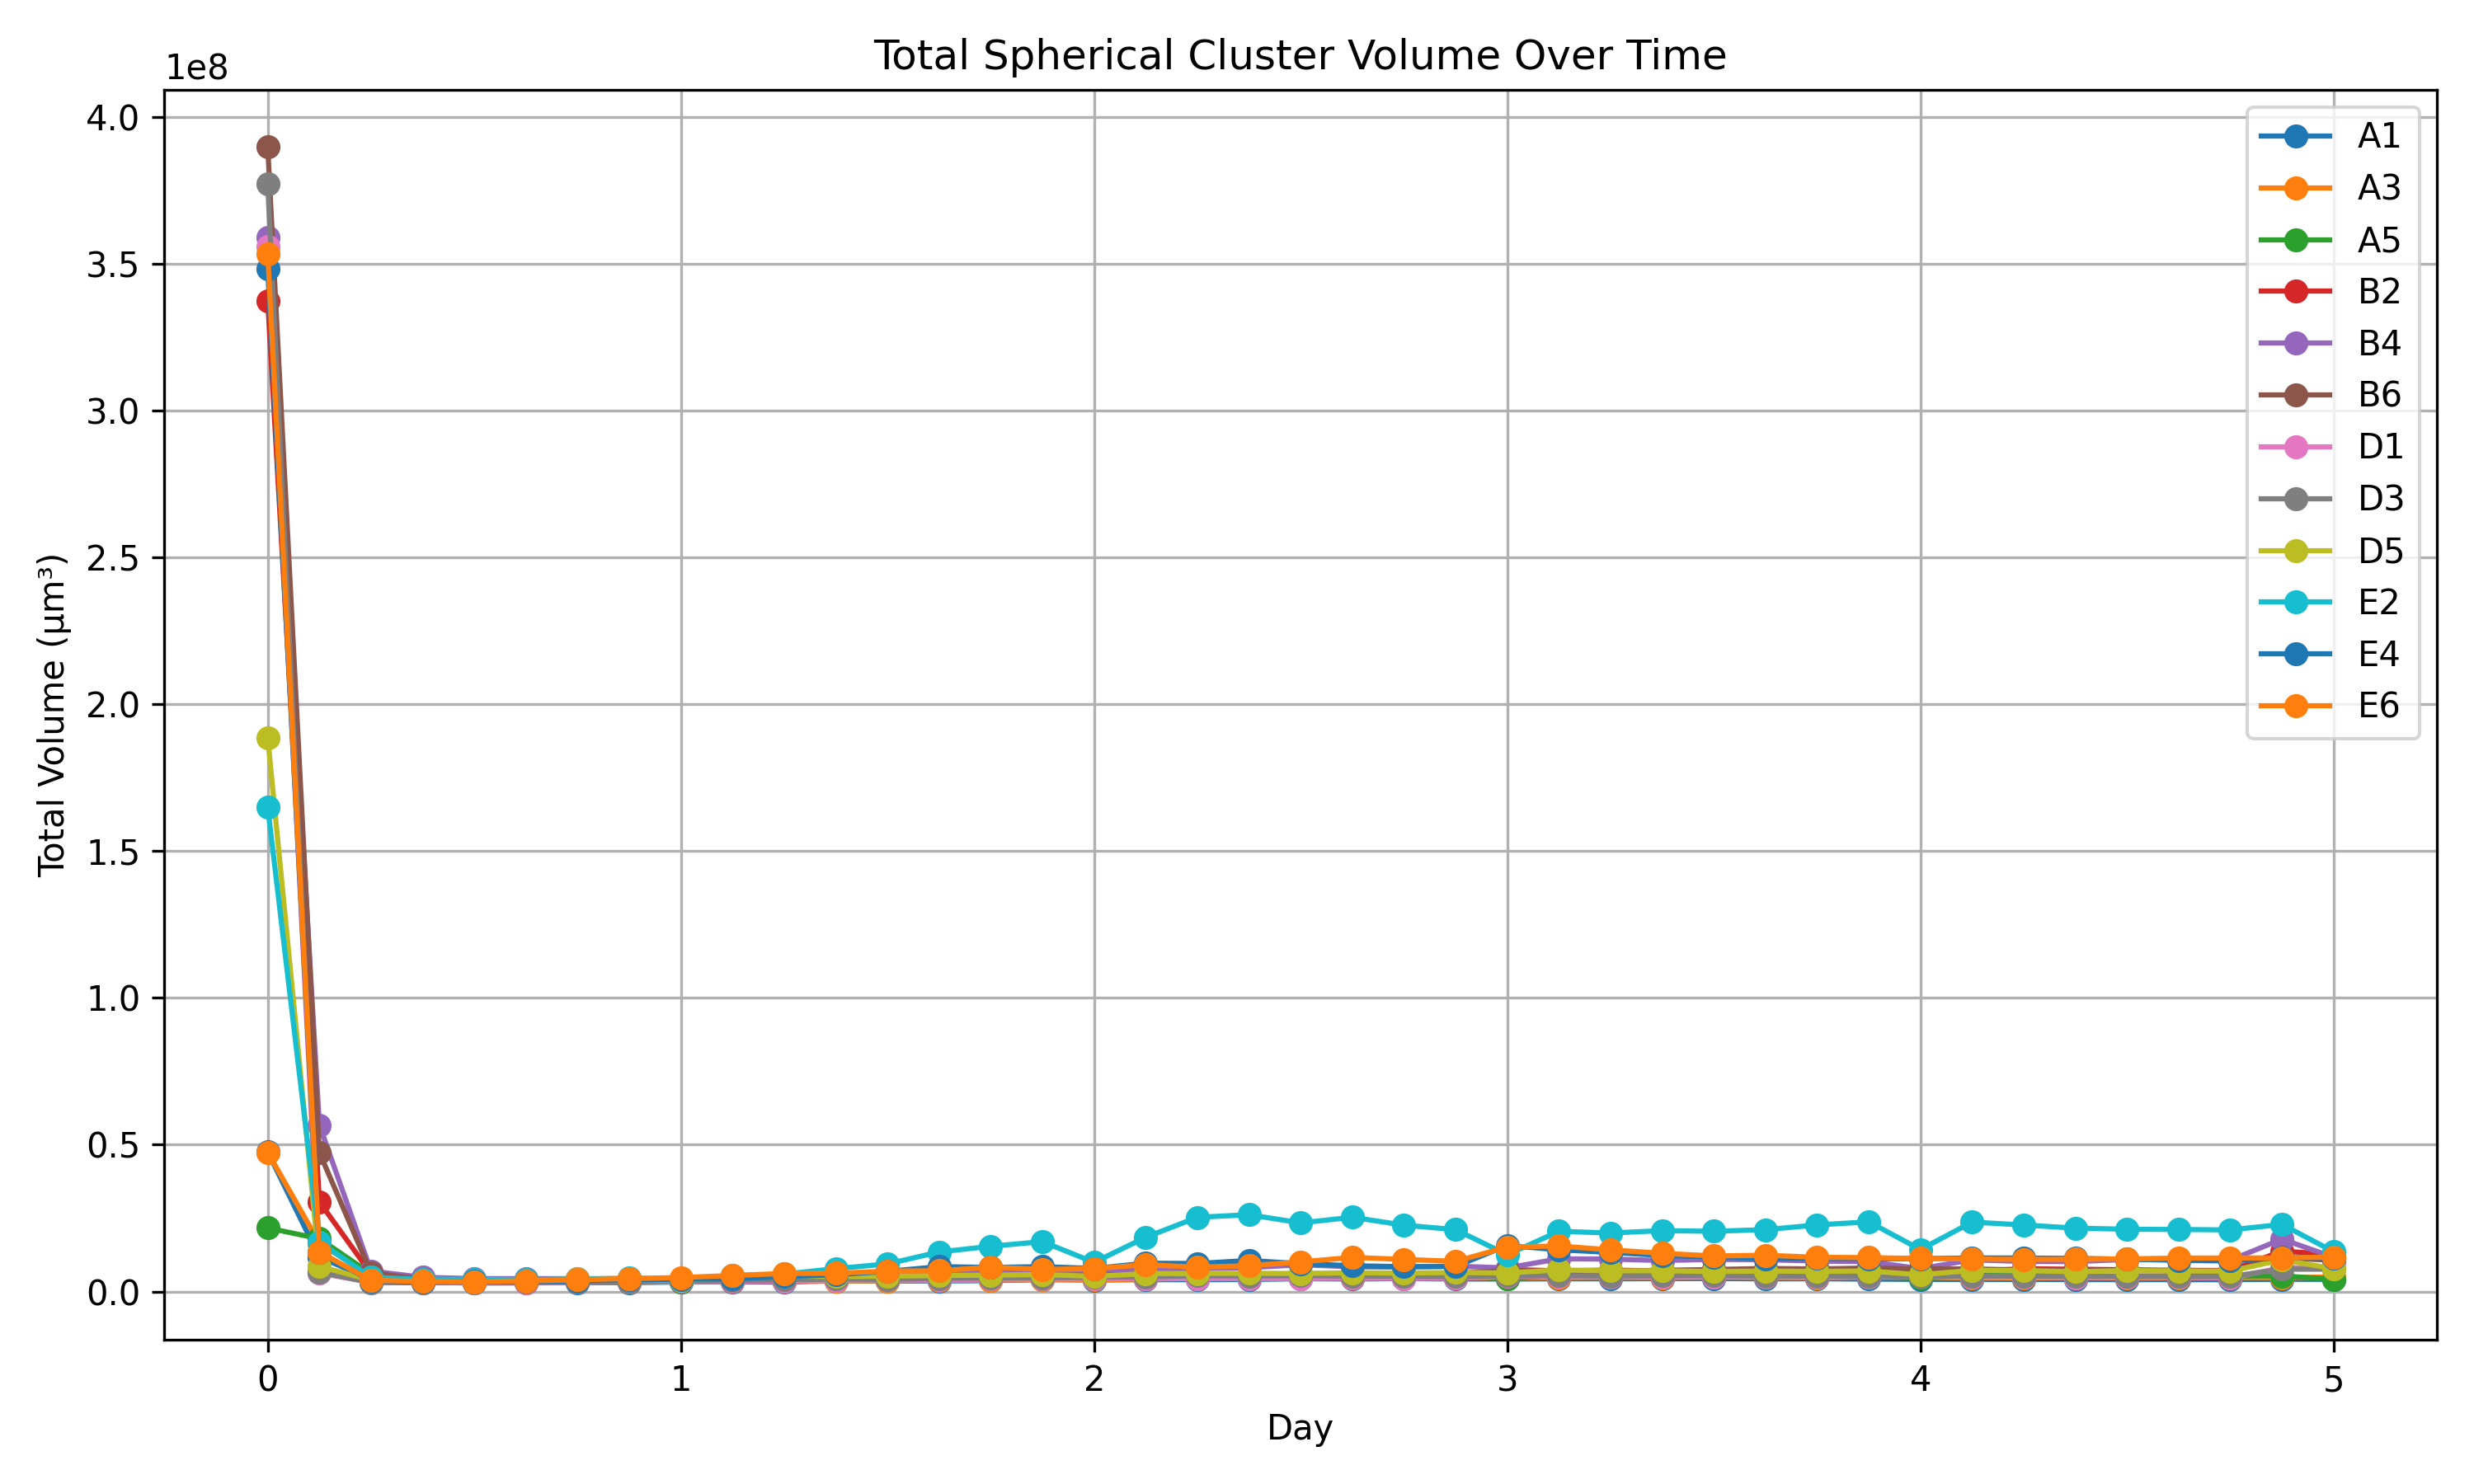 Total Spherical Cluster Volume Over Time
1e8
4.0
3.5
3.0
2.5
2.0
1.5
1.0
0.5
0.0
Total Volume (μm³)
0 1 2 3 4 5
Day
A1
A3
A5
B2
B4
B6
D1
D3
D5
E2
E4
E6